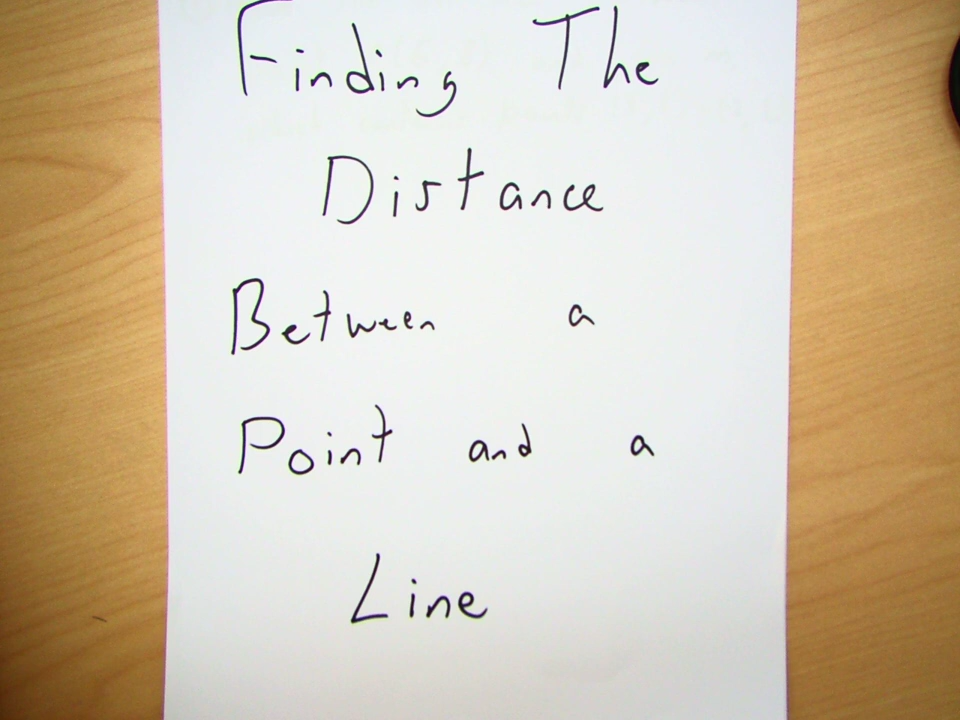 Finding The
Distance
Between a
Point and a
Line